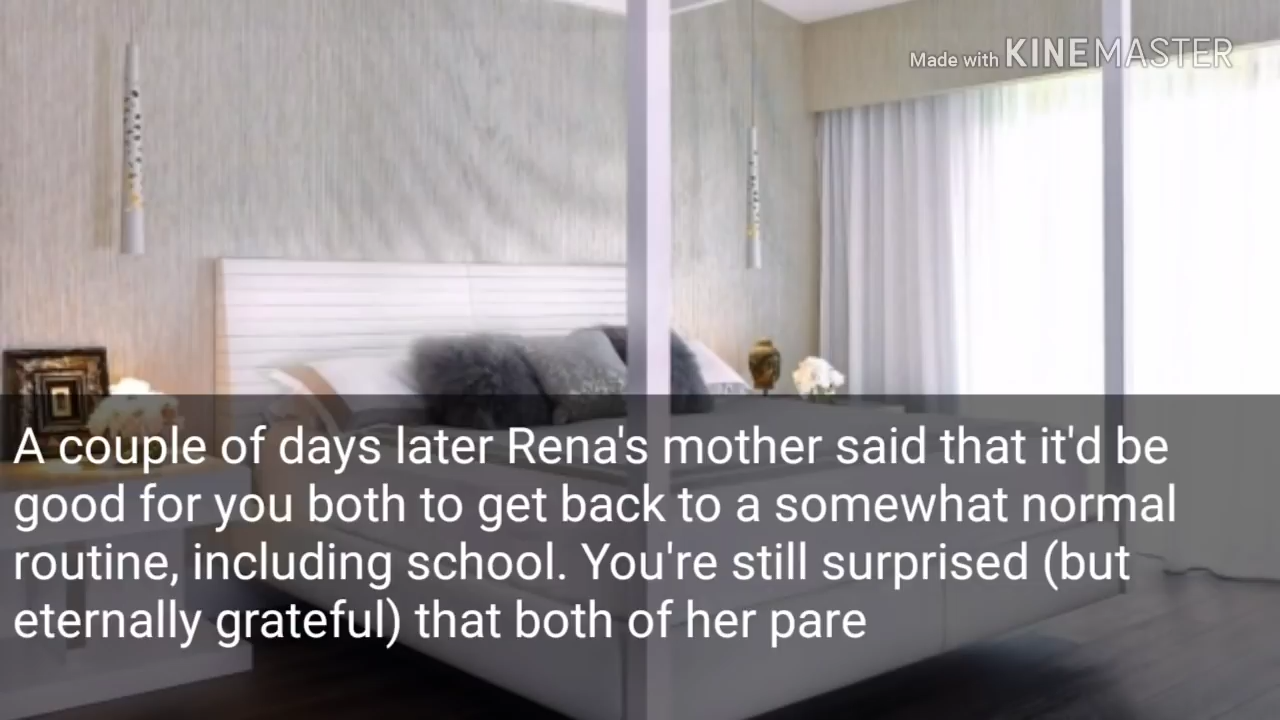 Made with KINEMASTER
A couple of days later Rena's mother said that it'd be
good for you both to get back to a somewhat normal
routine, including school. You're still surprised (but
eternally grateful) that both of her pare